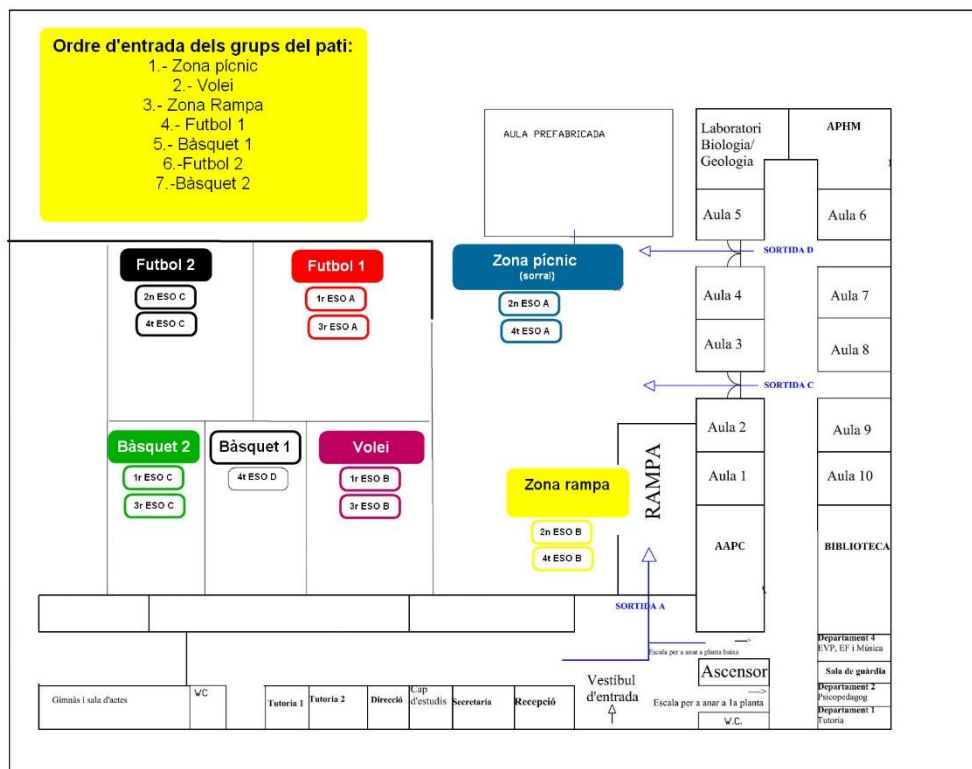 Ordre d'entrada dels grups del pati:
1.- Zona pícnic
2.- Volei
3.- Zona Rampa
4.- Futbol 1
5.- Bàsquet 1
6.-Futbol 2
7.-Bàsquet 2
AULA PREFABRICADA
Laboratori
Biologia/
Geologia
APHM
Aula 5
Aula 6
SORTIDA D
Futbol 2
2n ESO C
4t ESO C
Futbol 1
1r ESO A
3r ESO A
Zona pícnic
(sorral)
2n ESO A
4t ESO A
Aula 4
Aula 7
Aula 3
Aula 8
SORTIDA C
Aula 2
Aula 9
Bàsquet 2
1r ESO C
3r ESO C
Bàsquet 1
4t ESO D
Volei
1r ESO B
3r ESO B
Zona rampa
2n ESO B
4t ESO B
RAMPA
Aula 1
Aula 10
AAPC
BIBLIOTECA
SORTIDA A
Escala per a anar a planta baixa
Departament 4
EVP, EF i Música
Sala de guàrdia
Departament 2
Psicopedagog
Departament 1
Tutoria
Ascensor
Escala per a anar a 1a planta
W.C.
Vestíbul
d'entrada
Gimnàs i sala d'actes
WC
Tutoria 1
Tutoria 2
Direcció
Cap
d'estudis
Secretaria
Recepció